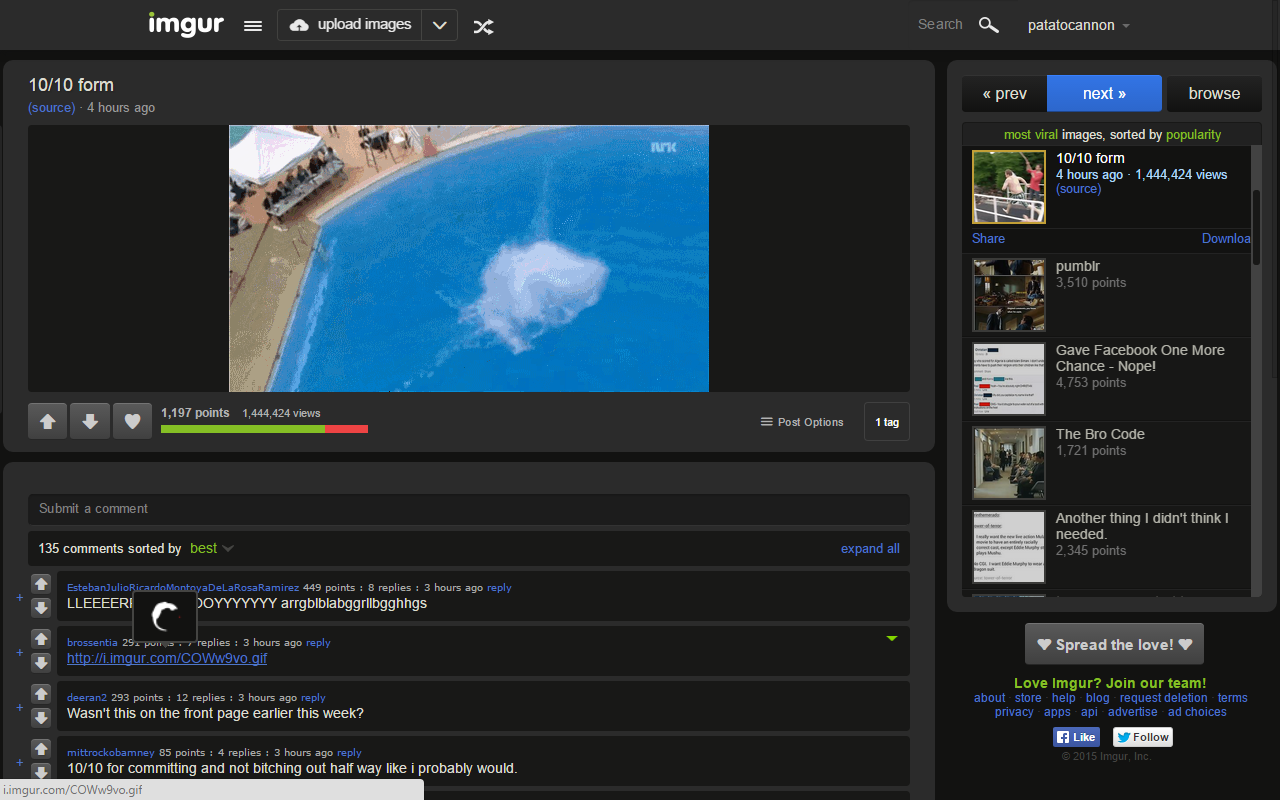 imgur
upload images
Search
patatocannon
10/10 form
(source) · 4 hours ago
NRK
1,197 points 1,444,424 views
Post Options
1 tag
Submit a comment
135 comments sorted by best
expand all
EstebanJulioRicardoMontoyaDeLaRosaRamirez 449 points : 8 replies : 3 hours ago reply
OYYYYYYY arrgblblabggrllbgghhgs
brossentia 291 points : 7 replies : 3 hours ago reply
http://i.imgur.com/COWw9vo.gif
deeran2 293 points : 12 replies : 3 hours ago reply
Wasn't this on the front page earlier this week?
mittrockobamney 85 points : 4 replies : 3 hours ago reply
10/10 for committing and not bitching out half way like i probably would.
i.imgur.com/COWw9vo.gif
« prev
next »
browse
most viral images, sorted by popularity
10/10 form
4 hours ago · 1,444,424 views
(source)
Share
Downloa
pumblr
3,510 points
Gave Facebook One More
Chance - Nope!
4,753 points
The Bro Code
1,721 points
Another thing I didn't think I
needed.
2,345 points
Spread the love!
Love Imgur? Join our team!
about · store · help · blog · request deletion · terms
privacy · apps · api · advertise · ad choices
Like
Follow
© 2015 Imgur, Inc.